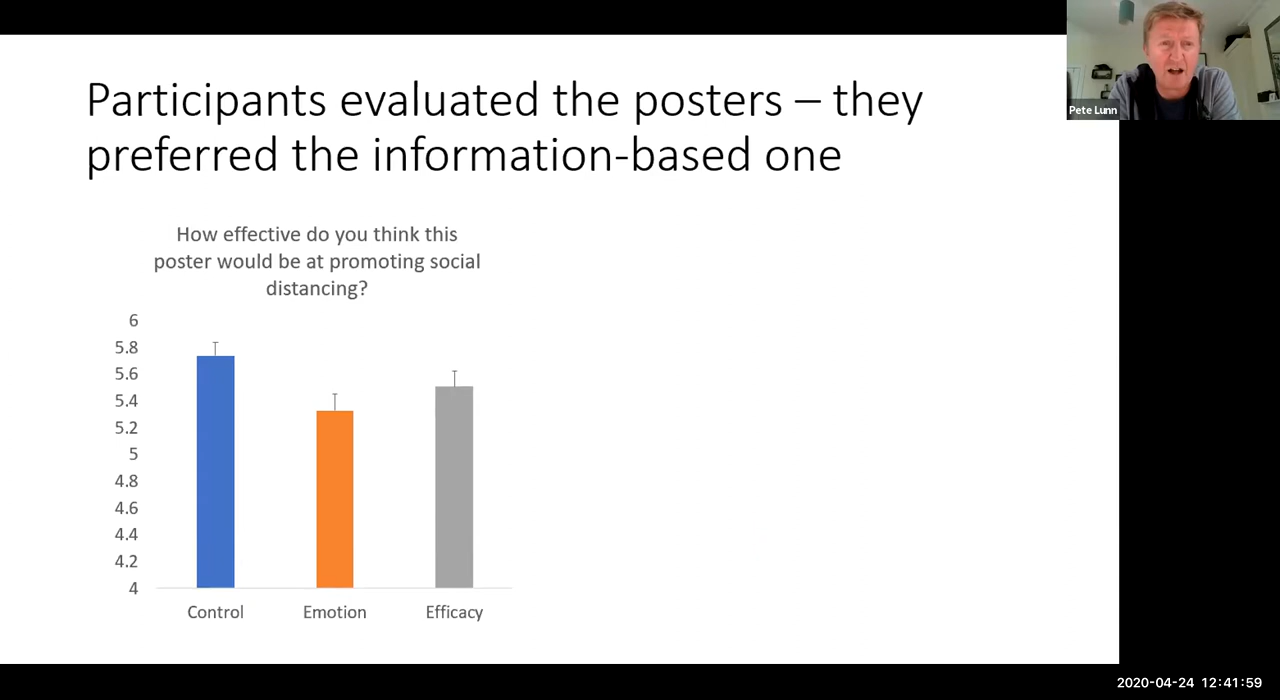 Participants evaluated the posters – they
preferred the information-based one
Pete Lunn
How effective do you think this
poster would be at promoting social
distancing?
6
5.8
5.6
5.4
5.2
5
4.8
4.6
4.4
4.2
4
Control Emotion Efficacy
2020-04-24 12:41:59